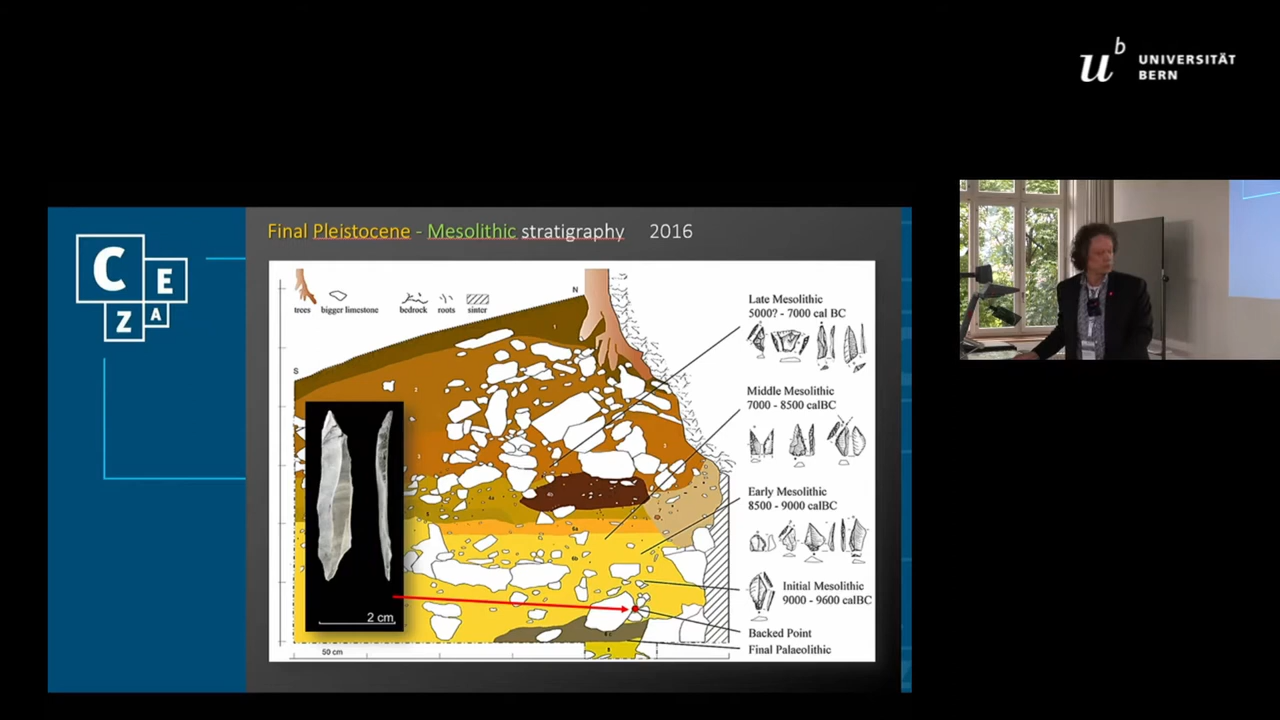 u b
UNIVERSITÄT
BERN
C E
Z A
Final Pleistocene - Mesolithic stratigraphy 2016
trees bigger limestone bedrock roots sinter
N
S
Late Mesolithic
5000? - 7000 cal BC
Middle Mesolithic
7000 - 8500 calBC
Early Mesolithic
8500 - 9000 calBC
Initial Mesolithic
9000 - 9600 calBC
Backed Point
Final Palaeolithic
2 cm
50 cm